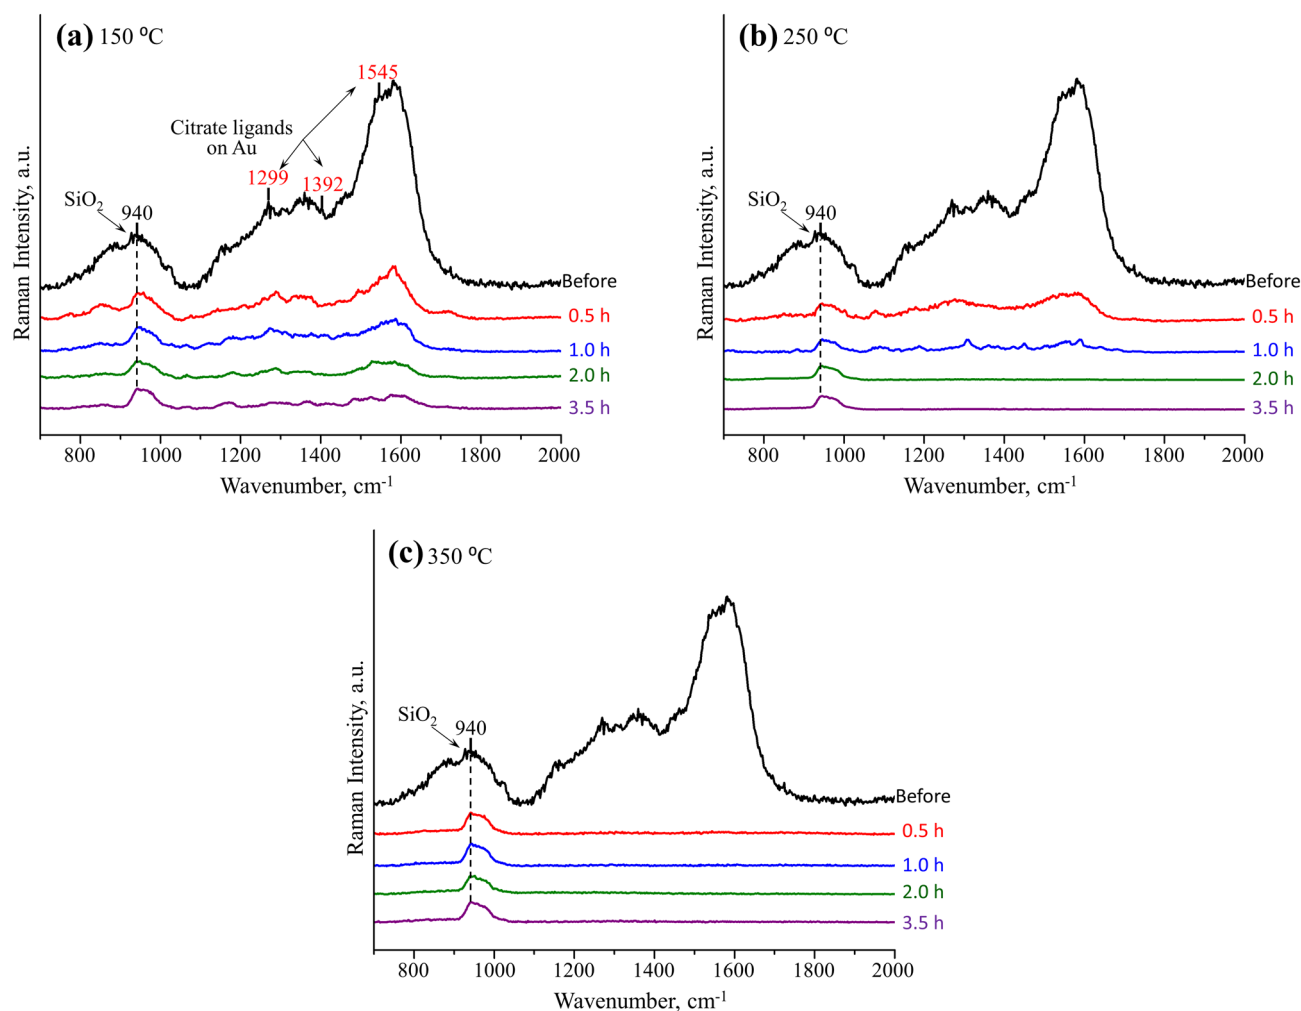 (a) 150 ⁰C
Raman Intensity, a.u.
1545
Citrate ligands
on Au
1299
1392
SiO₂
940
Before
0.5 h
1.0 h
2.0 h
3.5 h
800 1000 1200 1400 1600 1800 2000
Wavenumber, cm⁻¹
(b) 250 ⁰C
Raman Intensity, a.u.
SiO₂
940
Before
0.5 h
1.0 h
2.0 h
3.5 h
800 1000 1200 1400 1600 1800 2000
Wavenumber, cm⁻¹
(c) 350 ⁰C
Raman Intensity, a.u.
SiO₂
940
Before
0.5 h
1.0 h
2.0 h
3.5 h
800 1000 1200 1400 1600 1800 2000
Wavenumber, cm⁻¹